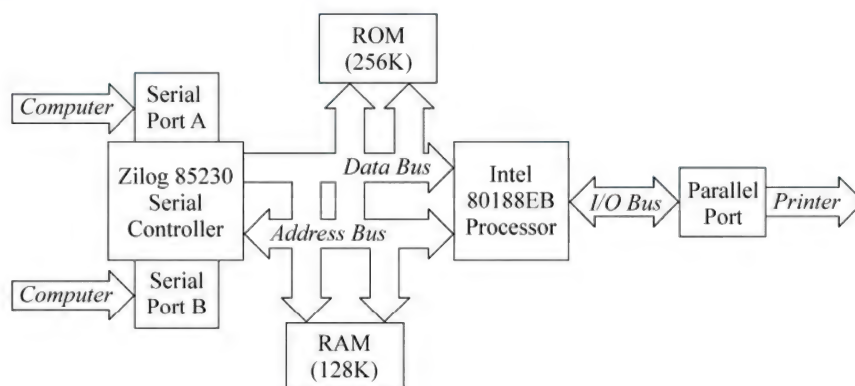 ROM
(256K)
Computer
Serial
Port A
Zilog 85230
Serial
Controller
Data Bus
Address Bus
Intel
80188EB
Processor
I/O Bus
Parallel
Port
Printer
Computer
Serial
Port B
RAM
(128K)